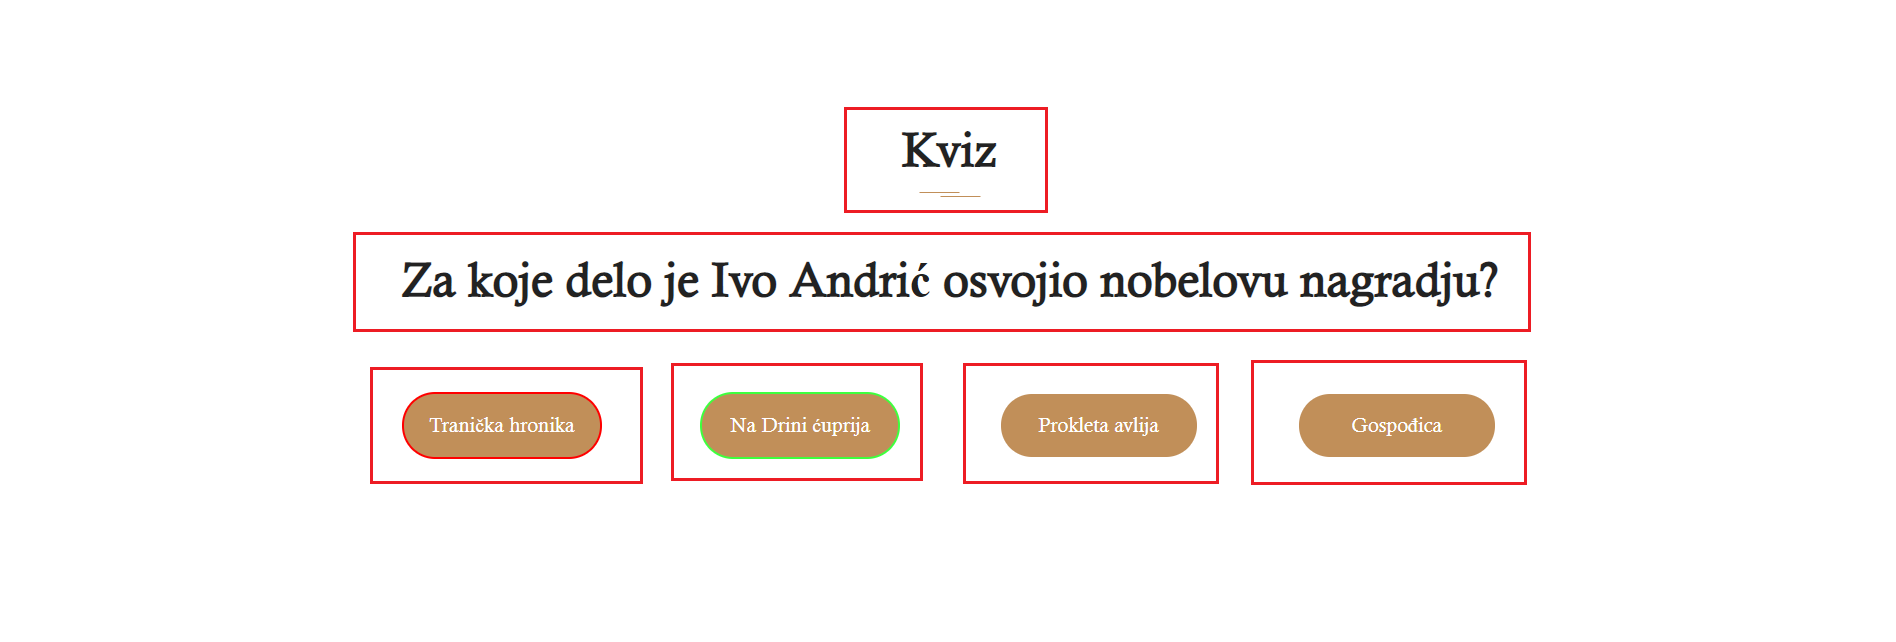 Kviz
Za koje delo je Ivo Andrić osvojio nobelovu nagradju?
Tranička hronika
Na Drini ćuprija
Prokleta avlija
Gospođica